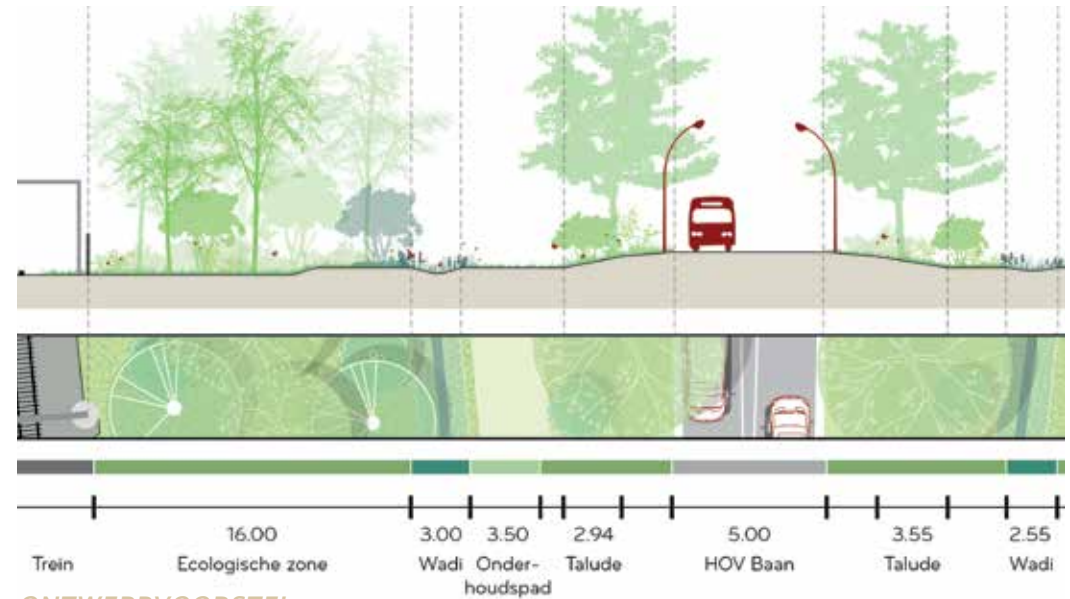 16.00 3.00 3.50 2.94 5.00 3.55 2.55
Trein Ecologische zone Wadi Onder- Talude HOV Baan Talude Wadi
houdspad
ONTWERPVOORSTEL